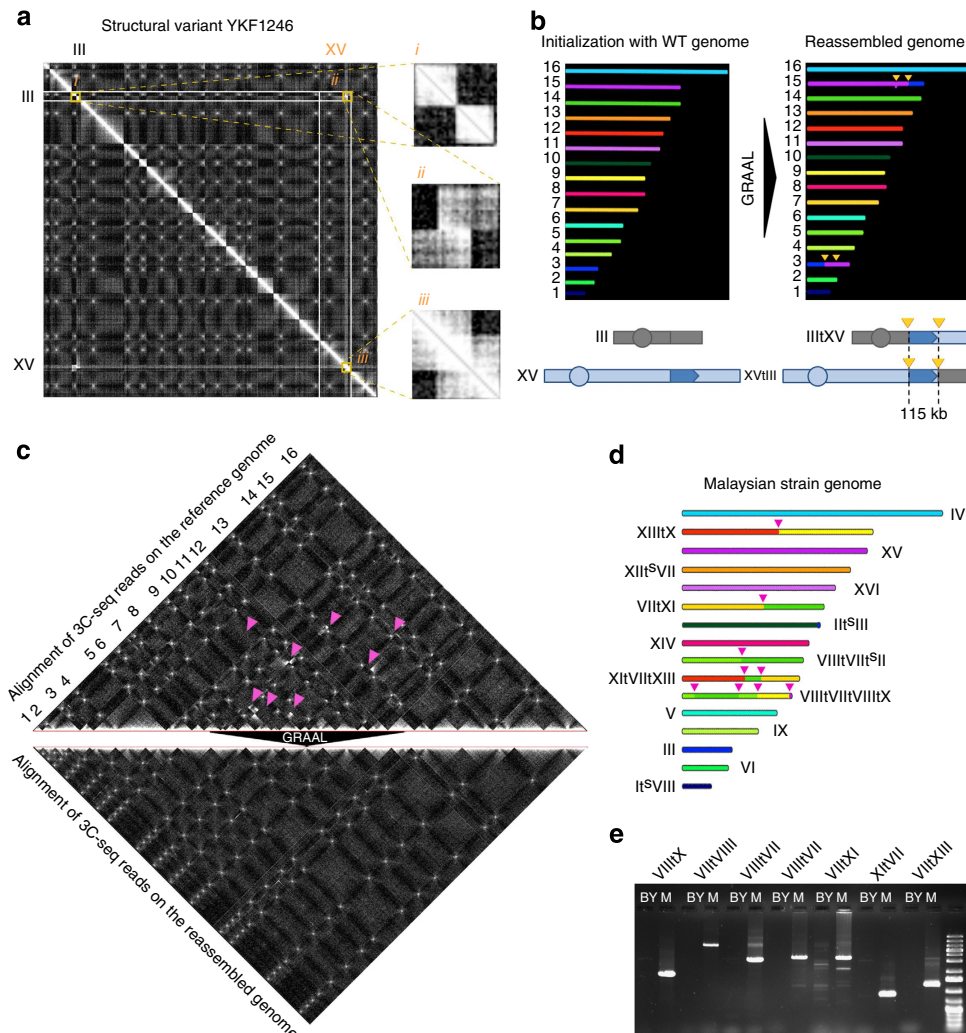 a
Structural variant YKF1246
III
XV
i
ii
i
III
ii
iii
iii
XV
b
Initialization with WT genome
Reassembled genome
16
15
14
13
12
11
10
9
8
7
6
5
4
3
2
1
GRAAL
16
15
14
13
12
11
10
9
8
7
6
5
4
3
2
1
III
IIItXV
XV
XVtIII
115 kb
c
Alignment of 3C-seq reads on the reference genome
1 2 3 4 5 6 7 8 9 10 11 12 13 14 15 16
GRAAL
Alignment of 3C-seq reads on the reassembled genome
d
Malaysian strain genome
IV
XIIItX
XV
XIItSVII
XVI
VIItXI
IItSIII
XIV
VIIItVIItSII
XItVIItXIII
VIIItVIItVIIItX
V
IX
III
VI
ItSVIII
e
VIIItX
VIItVIIII
VIIItVII
VIIItVII
VIItXI
XItVII
VIItXIII
BY M BY M BY M BY M BY M BY M BY M